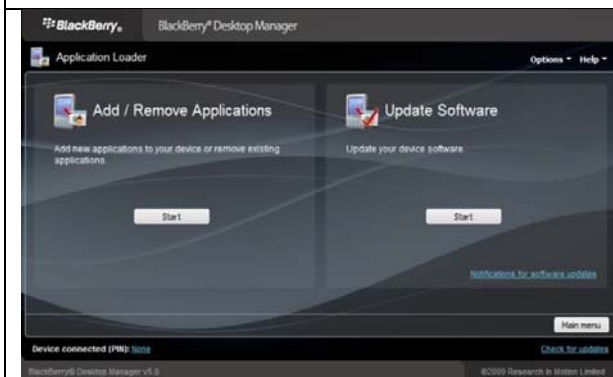 BlackBerry® BlackBerry® Desktop Manager
Application Loader Options Help
Add / Remove Applications
Add new applications to your device or remove existing
applications.
Start
Update Software
Update your device software.
Start
Notifications for software updates
Main menu
Device connected (PIN): None Check for updates
BlackBerry® Desktop Manager v5.0 ©2009 Research in Motion Limited